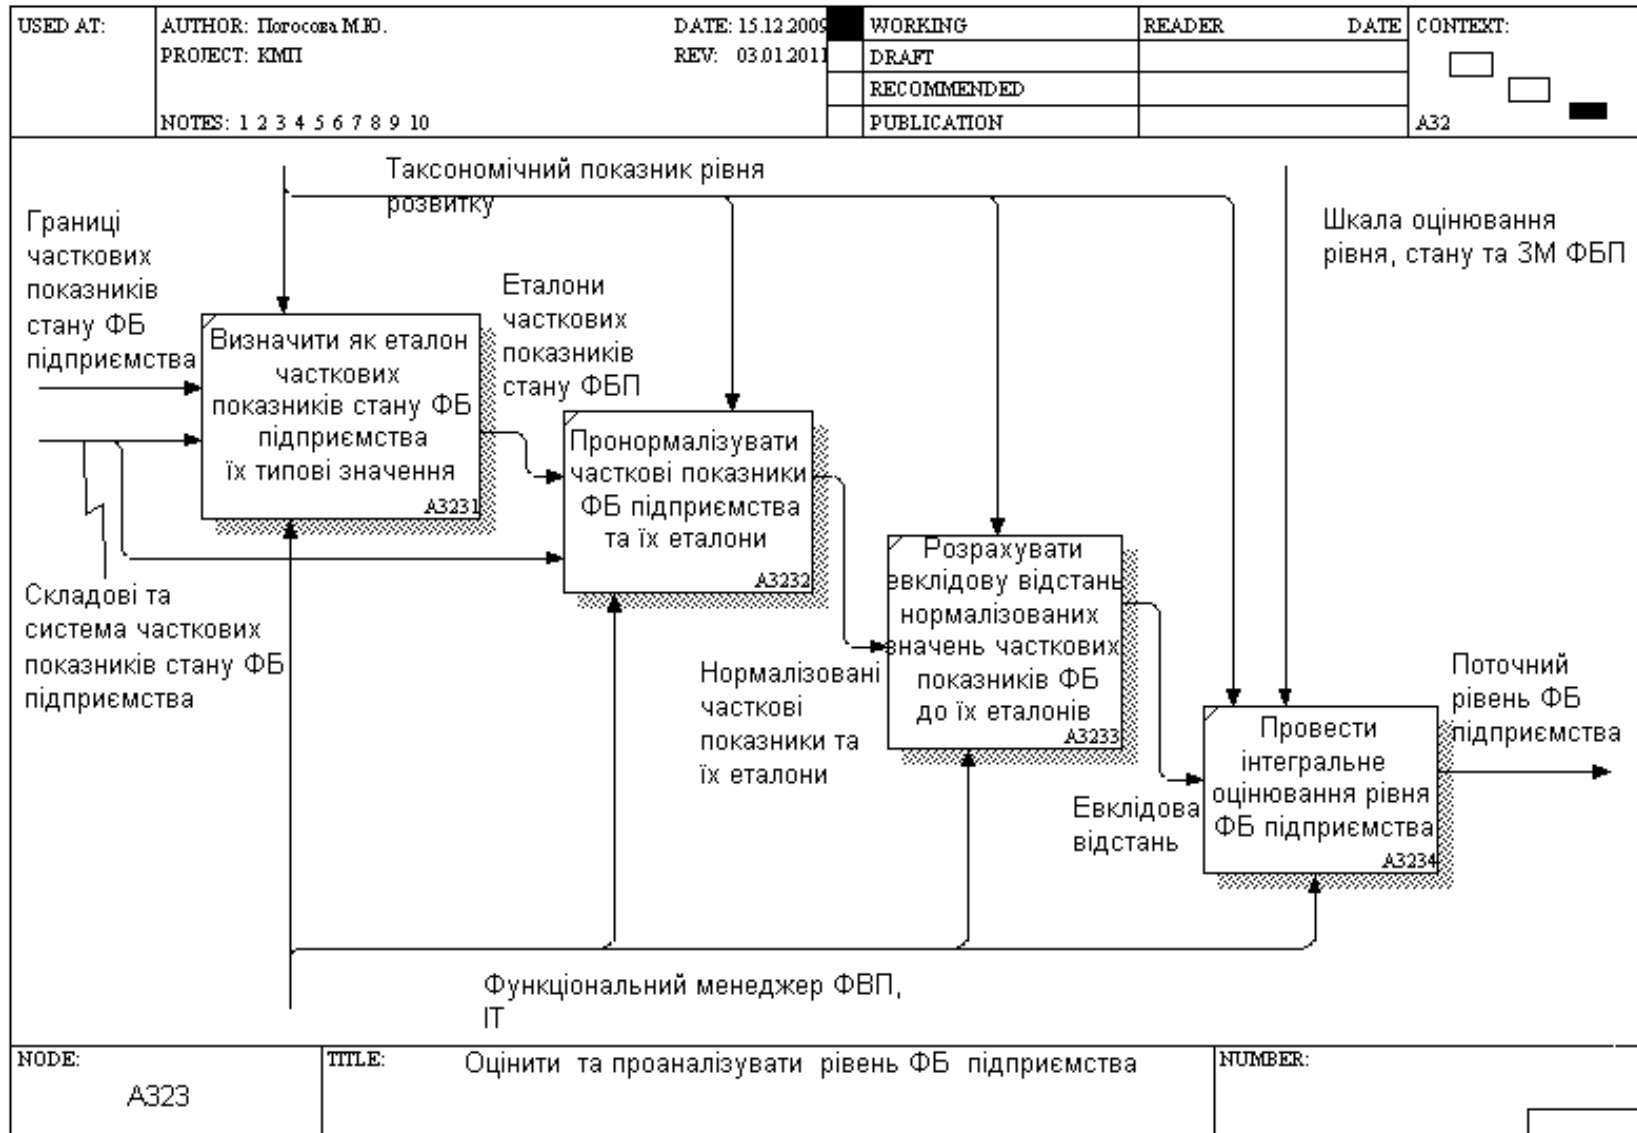 USED AT:
AUTHOR: Погосова М.Ю.
DATE: 15.12.2009
PROJECT: КМП
REV: 03.01.2011
NOTES: 1 2 3 4 5 6 7 8 9 10
WORKING
DRAFT
RECOMMENDED
PUBLICATION
READER
DATE
CONTEXT:
A32
Таксономічний показник рівня
розвитку
Границі
часткових
показників
стану ФБ
підприємства
Шкала оцінювання
рівня, стану та ЗМ ФБП
Визначити як еталон
часткових
показників стану ФБ
підприємства
їх типові значення
A3231
Еталони
часткових
показників
стану ФБП
Пронормалізувати
часткові показники
ФБ підприємства
та їх еталони
A3232
Складові та
система часткових
показників стану ФБ
підприємства
Розрахувати
евклідову відстань
нормалізованих
значень часткових
показників ФБ
до їх еталонів
A3233
Нормалізовані
часткові
показники та
їх еталони
Провести
інтегральне
оцінювання рівня
ФБ підприємства
A3234
Поточний
рівень ФБ
підприємства
Евклідова
відстань
Функціональний менеджер ФВП,
ІТ
NODE:
A323
TITLE:
Оцінити та проаналізувати рівень ФБ підприємства
NUMBER: